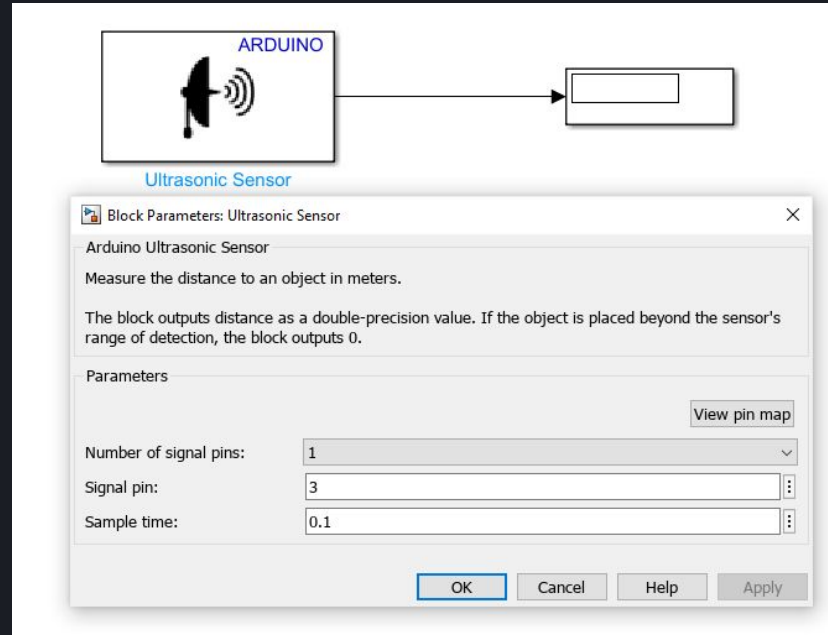 ARDUINO
Ultrasonic Sensor
Block Parameters: Ultrasonic Sensor
Arduino Ultrasonic Sensor
Measure the distance to an object in meters.
The block outputs distance as a double-precision value. If the object is placed beyond the sensor's
range of detection, the block outputs 0.
Parameters
View pin map
Number of signal pins: 1
Signal pin: 3
Sample time: 0.1
OK Cancel Help Apply